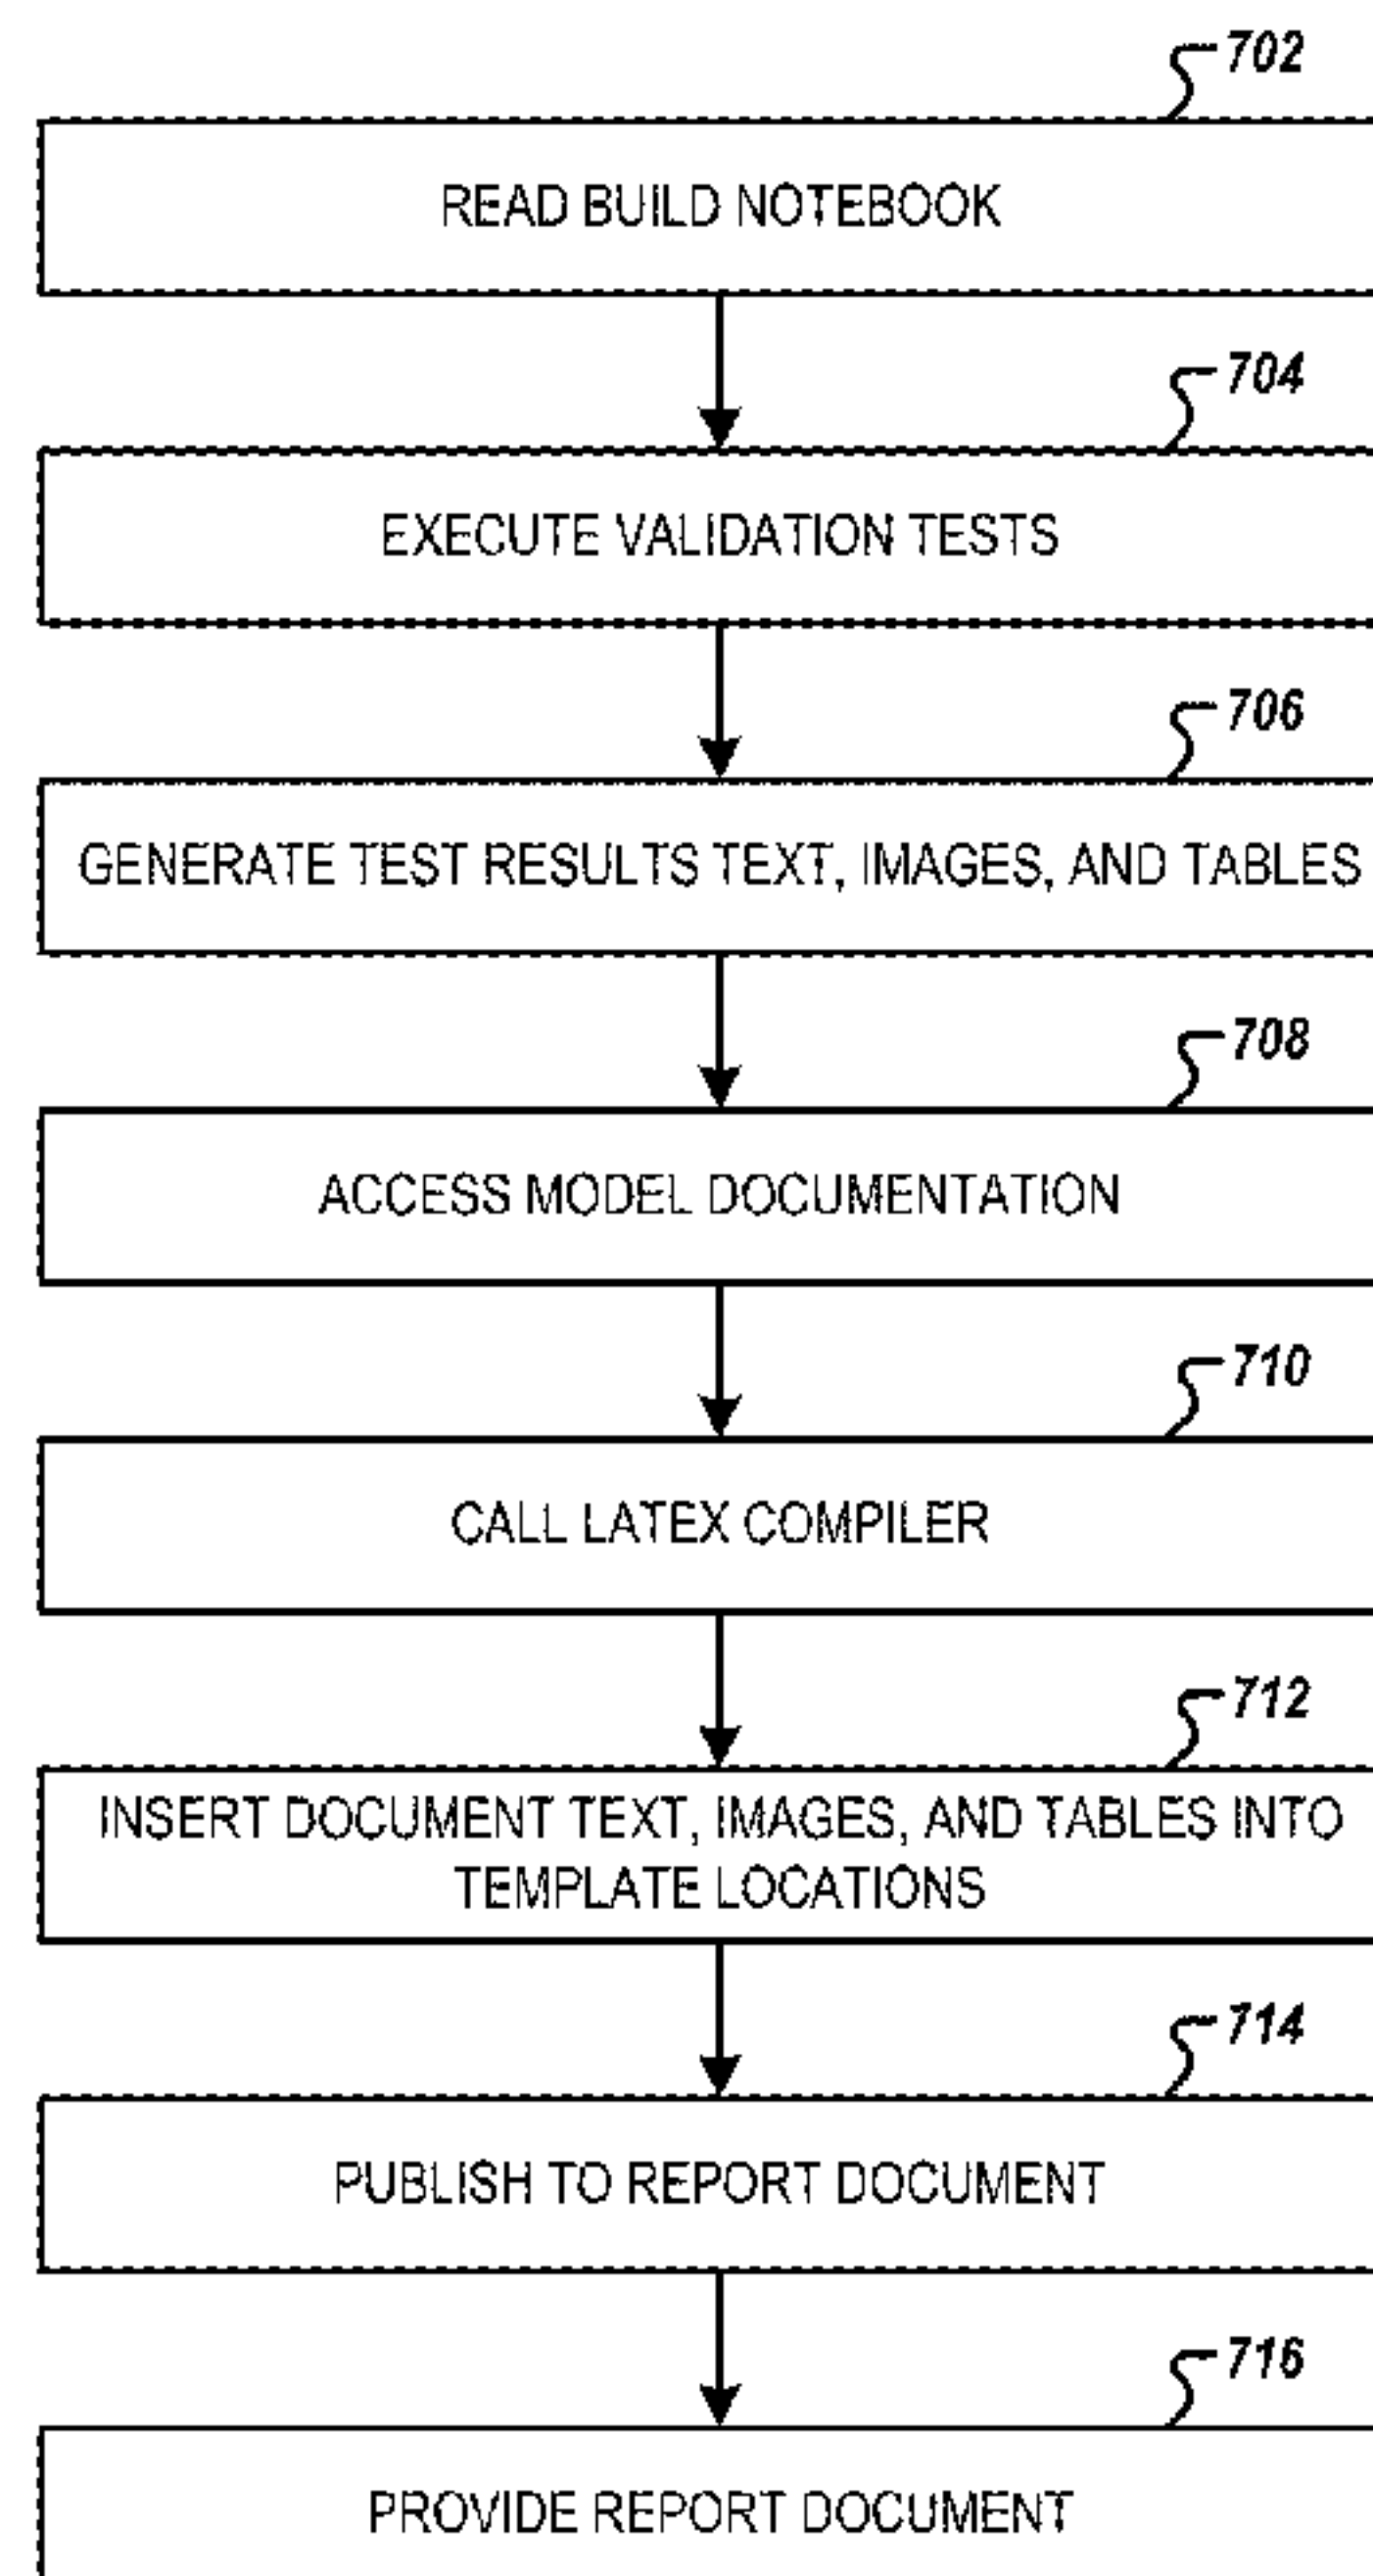 702
READ BUILD NOTEBOOK
704
EXECUTE VALIDATION TESTS
706
GENERATE TEST RESULTS TEXT, IMAGES, AND TABLES
708
ACCESS MODEL DOCUMENTATION
710
CALL LATEX COMPILER
712
INSERT DOCUMENT TEXT, IMAGES, AND TABLES INTO
TEMPLATE LOCATIONS
714
PUBLISH TO REPORT DOCUMENT
716
PROVIDE REPORT DOCUMENT